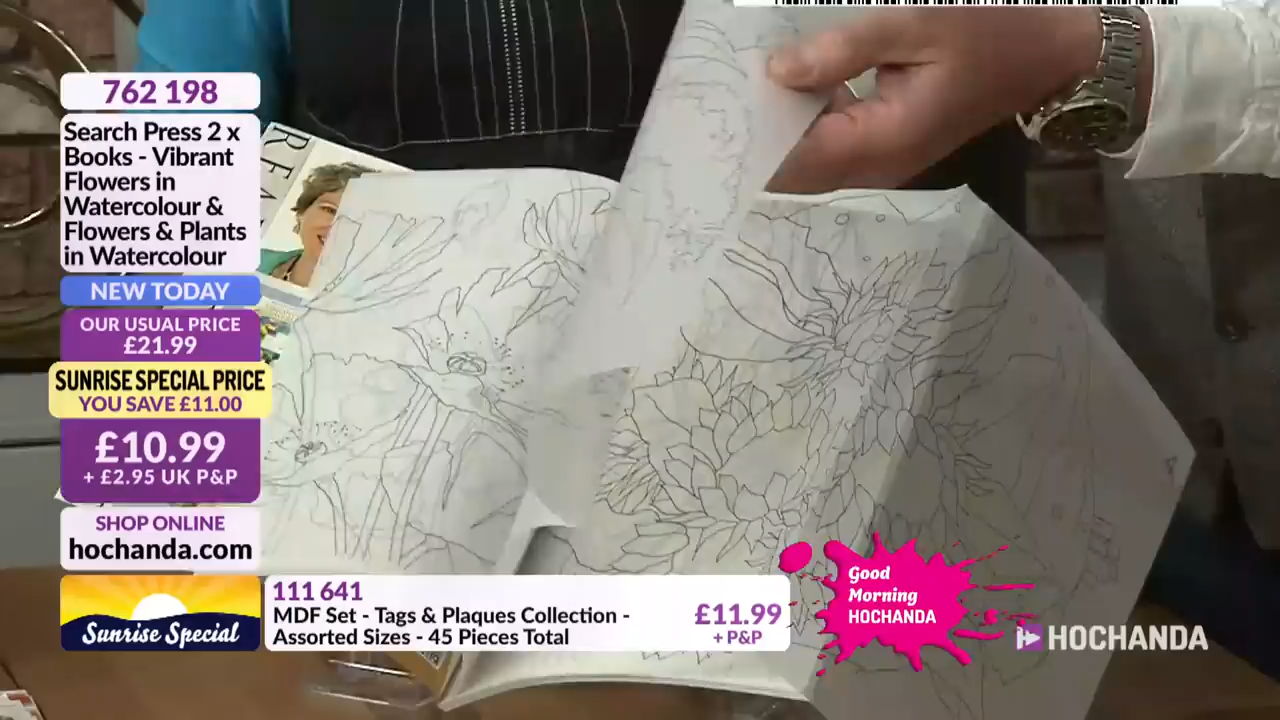 762 198
Search Press 2 x
Books - Vibrant
Flowers in
Watercolour &
Flowers & Plants
in Watercolour
NEW TODAY
OUR USUAL PRICE
£21.99
SUNRISE SPECIAL PRICE
YOU SAVE £11.00
£10.99
+ £2.95 UK P&P
SHOP ONLINE
hochanda.com
Sunrise Special
111 641
MDF Set - Tags & Plaques Collection -
Assorted Sizes - 45 Pieces Total
£11.99
+ P&P
Good
Morning
HOCHANDA
HOCHANDA